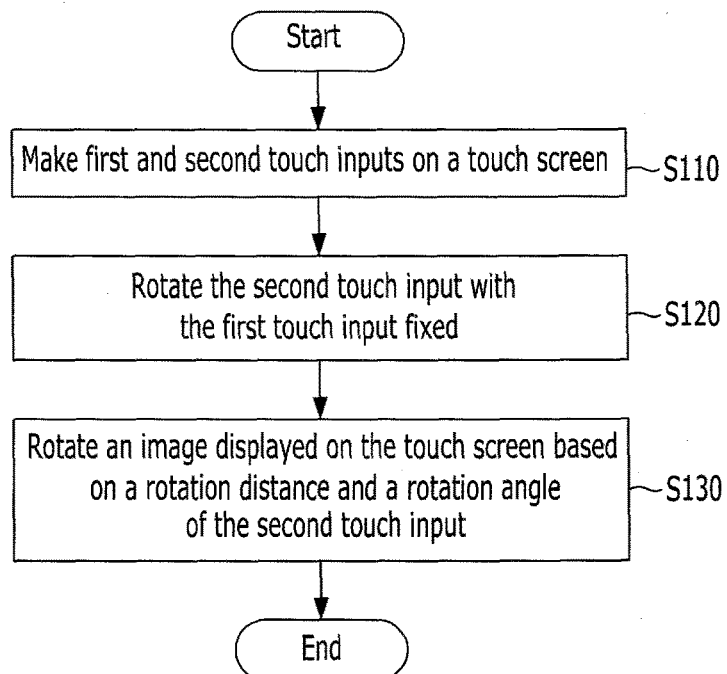 Start
Make first and second touch inputs on a touch screen
S110
Rotate the second touch input with
the first touch input fixed
S120
Rotate an image displayed on the touch screen based
on a rotation distance and a rotation angle
of the second touch input
S130
End